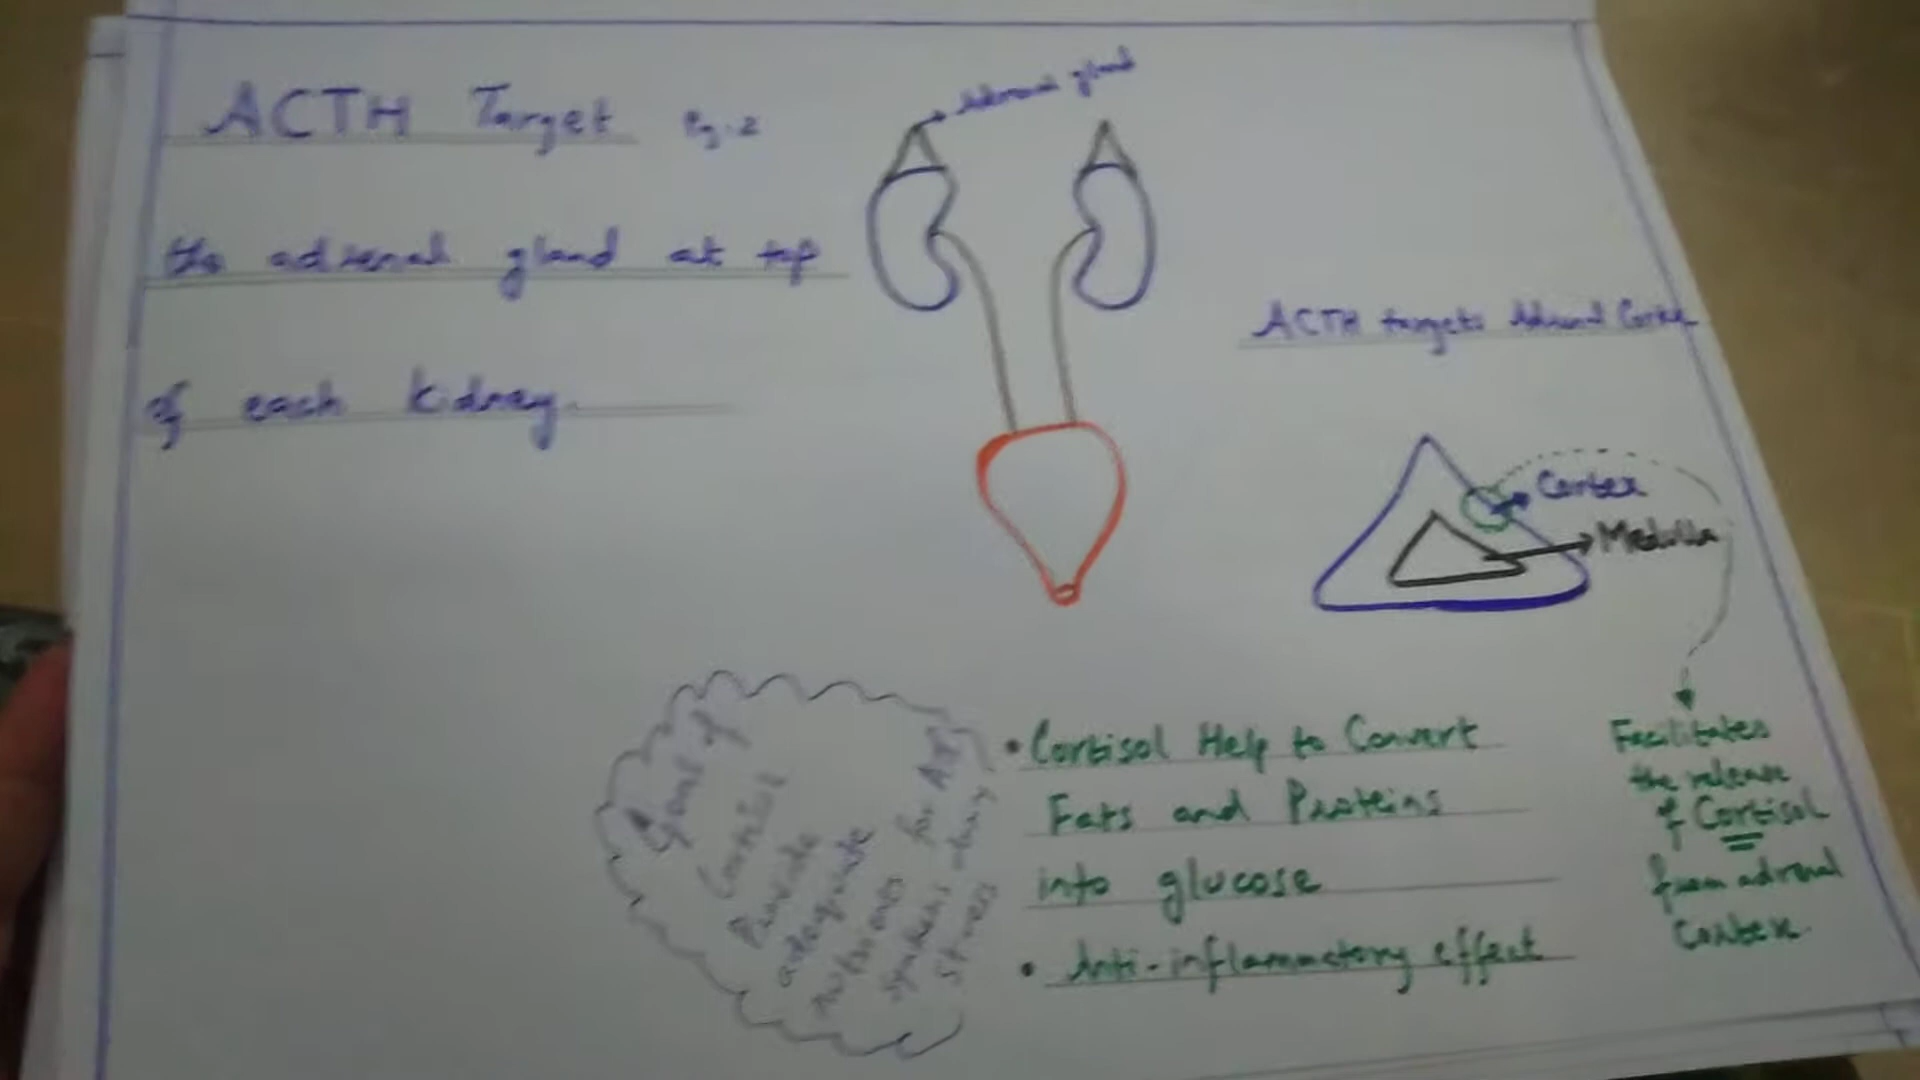 ACTH Target Pg. 2
the adrenal gland at top
of each kidney.
Adrenal gland
ACTH targets Adrenal Cortex
Cortex
Medulla
Facilitates
the release
of Cortisol
from adrenal
Cortex.
• Cortisol Help to Convert
Fats and Proteins
into glucose
• Anti-inflammatory effect
Goal of
Cortisol
Provide
adequate
nutrients for ATP
synthesis during
stress